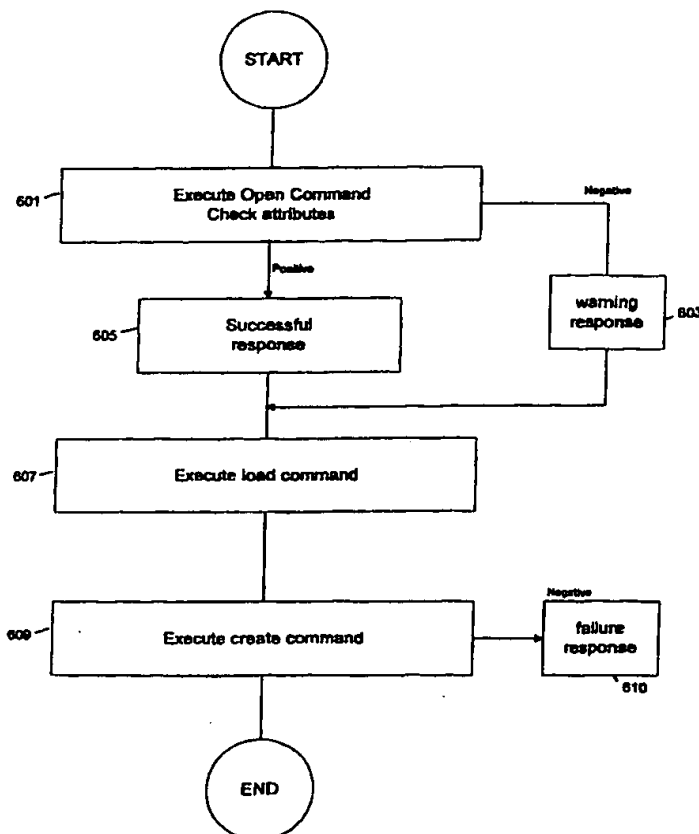 START
601
Execute Open Command
Check attributes
Negative
Positive
605
Successful
response
warning
response
603
607
Execute load command
Negative
609
Execute create command
failure
response
610
END